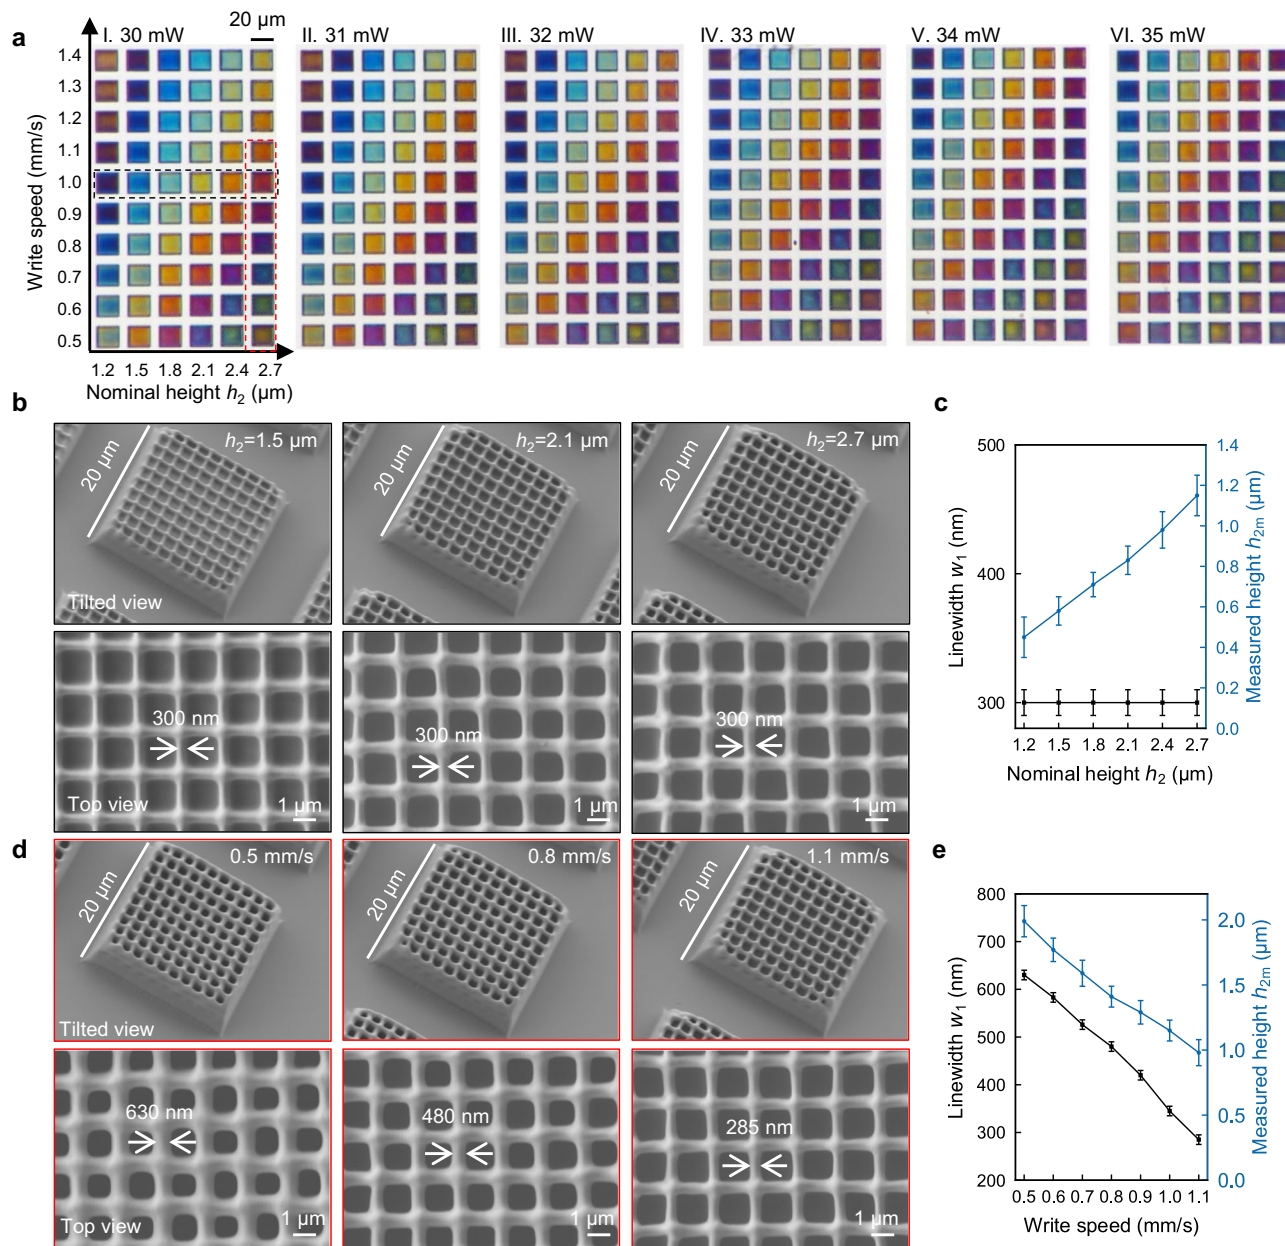 a
I. 30 mW
20 µm
II. 31 mW
III. 32 mW
IV. 33 mW
V. 34 mW
VI. 35 mW
Write speed (mm/s)
1.4
1.3
1.2
1.1
1.0
0.9
0.8
0.7
0.6
0.5
1.2 1.5 1.8 2.1 2.4 2.7
Nominal height h2 (µm)
b
20 µm
h2=1.5 µm
Tilted view
20 µm
h2=2.1 µm
20 µm
h2=2.7 µm
300 nm
Top view
1 µm
300 nm
1 µm
300 nm
1 µm
c
500
400
300
Linewidth w1 (nm)
1.4
1.2
1.0
0.8
0.6
0.4
0.2
0.0
Measured height h2m (µm)
1.2 1.5 1.8 2.1 2.4 2.7
Nominal height h2 (µm)
d
20 µm
0.5 mm/s
Tilted view
20 µm
0.8 mm/s
20 µm
1.1 mm/s
630 nm
Top view
1 µm
480 nm
1 µm
285 nm
1 µm
e
800
700
600
500
400
300
200
Linewidth w1 (nm)
2.0
1.5
1.0
0.5
0.0
Measured height h2m (µm)
0.5 0.6 0.7 0.8 0.9 1.0 1.1
Write speed (mm/s)